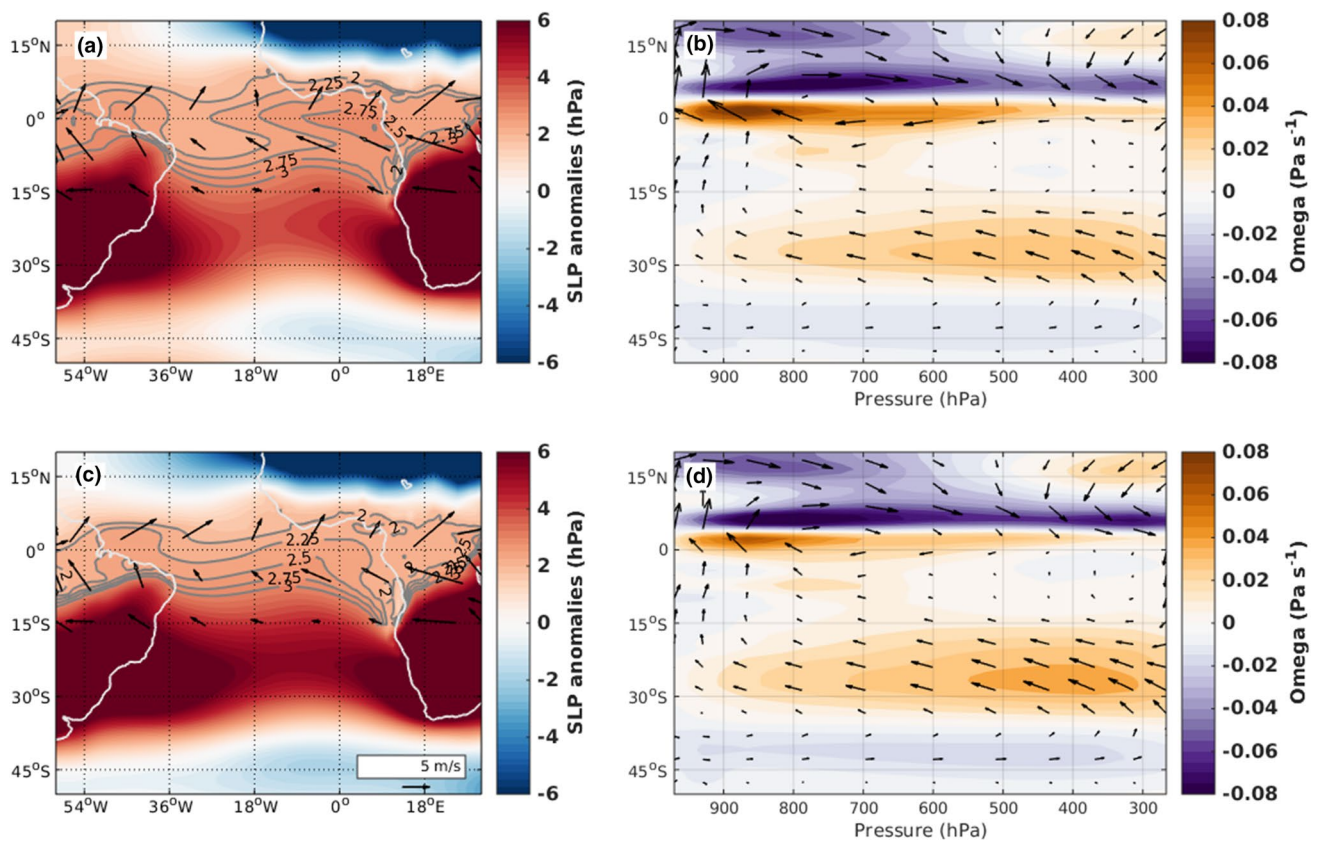 (a)
15°N
0°
15°S
30°S
45°S
54°W 36°W 18°W 0° 18°E
2.25 2
2.75
2.5
2.75
2.75
3
2
6
4
2
0
-2
-4
-6
SLP anomalies (hPa)
(b)
15°N
0
15°S
30°S
45°S
900 800 700 600 500 400 300
Pressure (hPa)
0.08
0.06
0.04
0.02
0
-0.02
-0.04
-0.06
-0.08
Omega (Pa s-1)
(c)
15°N
0°
15°S
30°S
45°S
54°W 36°W 18°W 0° 18°E
2
2
2.25
2.5
2.75
3
2
2
2
5 m/s
6
4
2
0
-2
-4
-6
SLP anomalies (hPa)
(d)
15°N
0
15°S
30°S
45°S
900 800 700 600 500 400 300
Pressure (hPa)
0.08
0.06
0.04
0.02
0
-0.02
-0.04
-0.06
-0.08
Omega (Pa s-1)